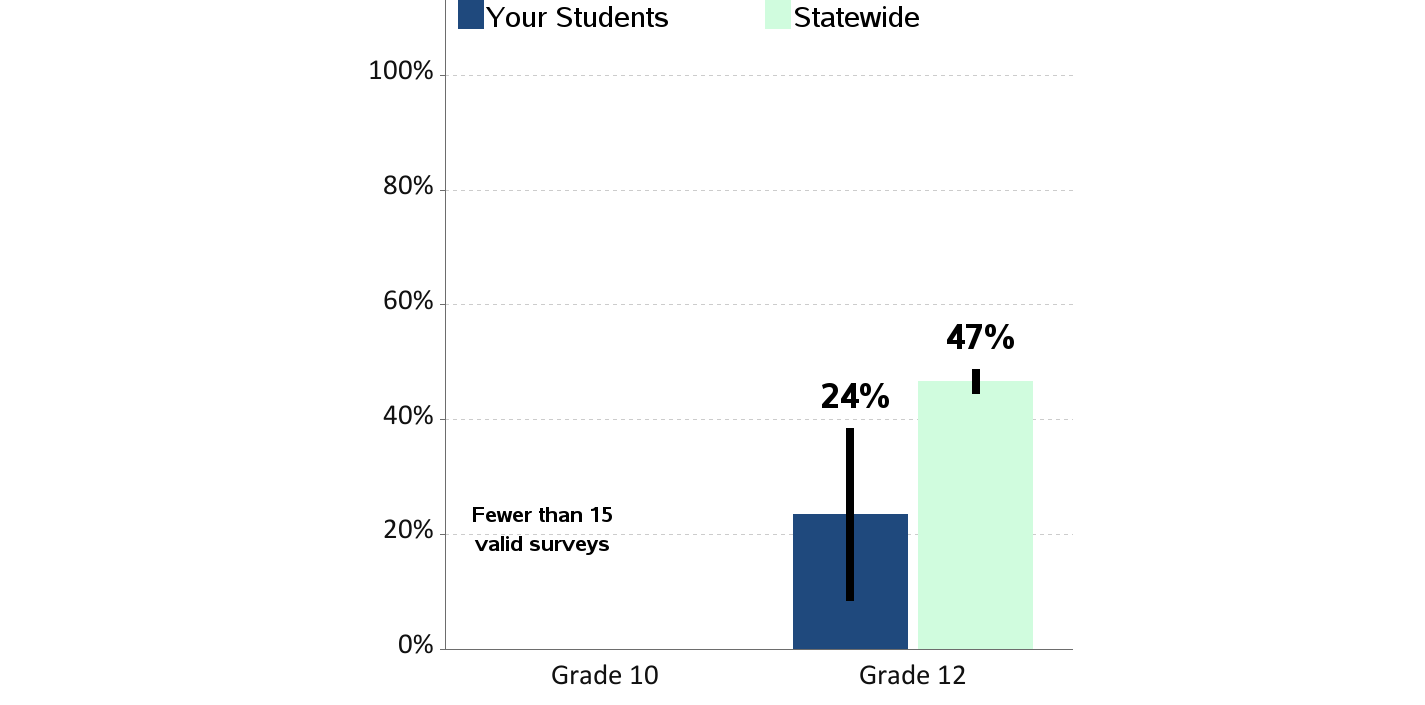 Your Students Statewide
100%
80%
60%
47%
24%
40%
Fewer than 15
20%
valid surveys
0%
Grade 10 Grade 12